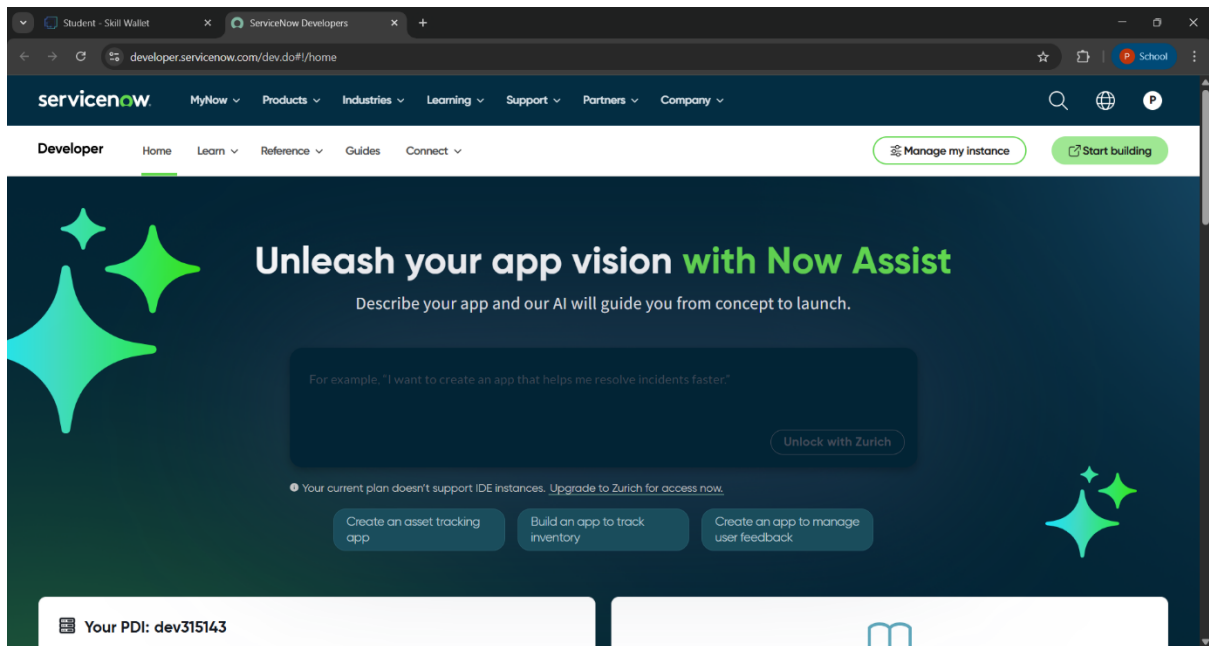 Student - Skill Wallet
ServiceNow Developers
developer.servicenow.com/dev.do#!/home
P School
servicenow
MyNow Products Industries Learning Support Partners Company
P
Developer Home Learn Reference Guides Connect
Manage my instance Start building
Unleash your app vision with Now Assist
Describe your app and our AI will guide you from concept to launch.
For example, "I want to create an app that helps me resolve incidents faster."
Unlock with Zurich
Your current plan doesn't support IDE instances. Upgrade to Zurich for access now.
Create an asset tracking
app
Build an app to track
inventory
Create an app to manage
user feedback
Your PDI: dev315143